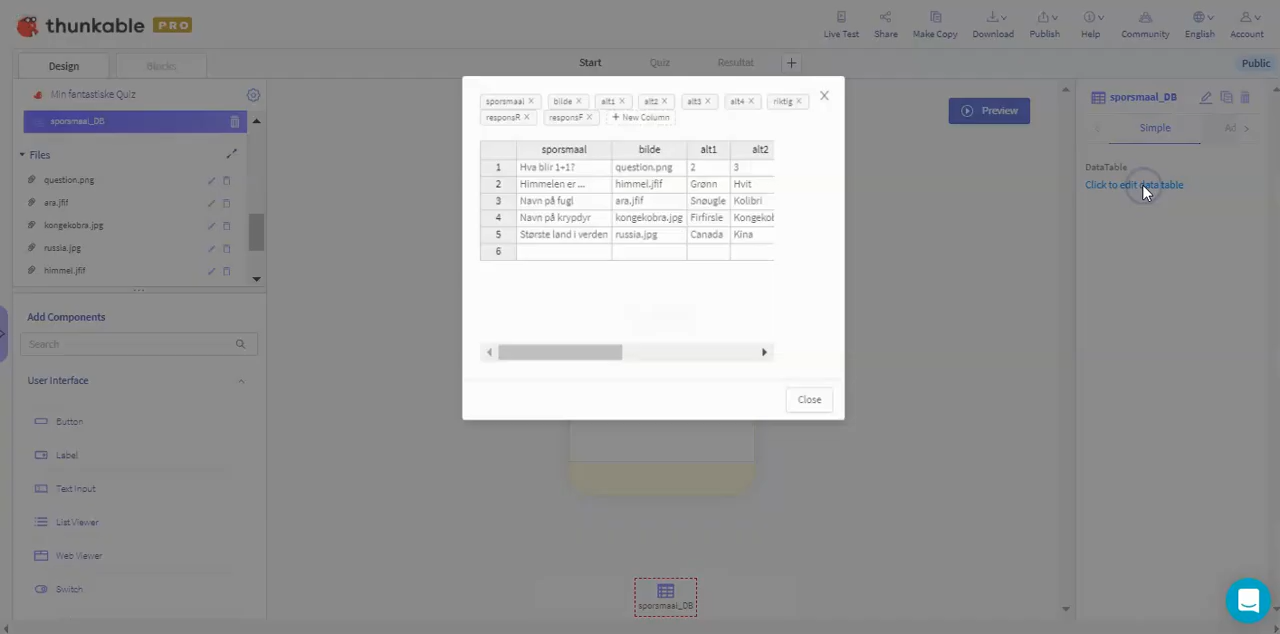 thunkable PRO
Live Test Share Make Copy Download Publish Help Community English Account
Design Blocks Start Quiz Resultat +
Public
Min fantastiske Quiz
sporsmaal_DB
Files
question.png
ara.jfif
kongekobra.jpg
russia.jpg
himmel.jfif
Add Components
Search
User Interface
Button
Label
Text Input
List Viewer
Web Viewer
Switch
sporsmaal X bilde X alt1 X alt2 X alt3 X alt4 X riktig X
responsR X responsF X + New Column
X
sporsmaal bilde alt1 alt2
1 Hva blir 1+1? question.png 2 3
2 Himmelen er ... himmel.jfif Grønn Hvit
3 Navn på fugl ara.jfif Snøugle Kolibri
4 Navn på krypdyr kongekobra.jpg Firfirsle Kongekob
5 Største land i verden russia.jpg Canada Kina
6
Close
sporsmaal_DB
Preview
sporsmaal_DB
Simple Ad
DataTable
Click to edit data table